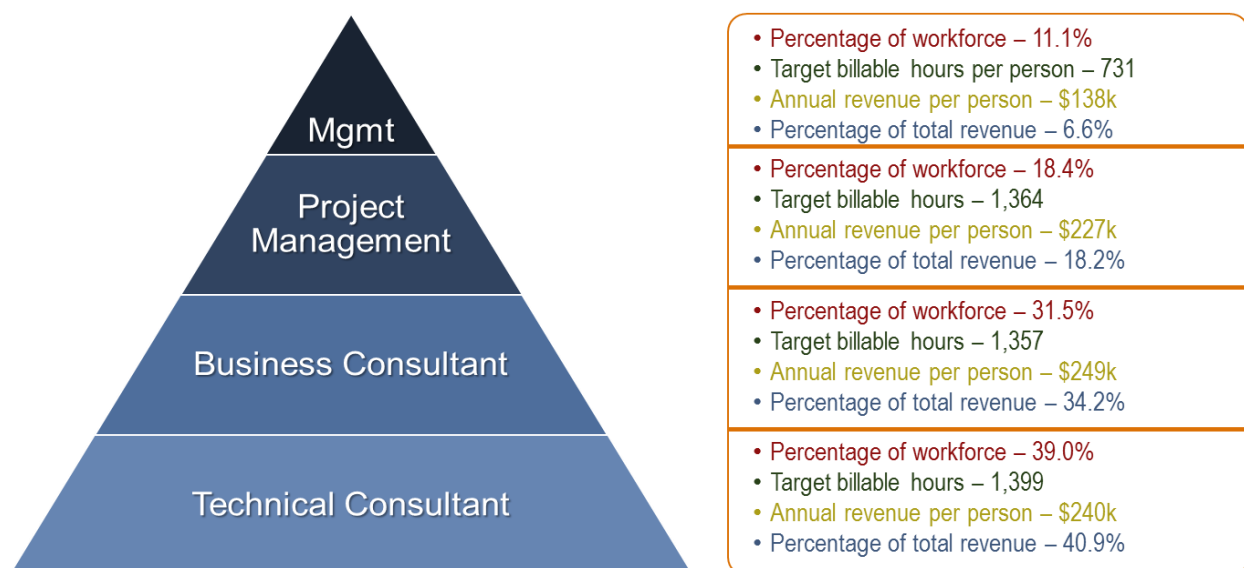 Mgmt
Project
Management
Business Consultant
Technical Consultant
• Percentage of workforce – 11.1%
• Target billable hours per person – 731
• Annual revenue per person – $138k
• Percentage of total revenue – 6.6%
• Percentage of workforce – 18.4%
• Target billable hours – 1,364
• Annual revenue per person – $227k
• Percentage of total revenue – 18.2%
• Percentage of workforce – 31.5%
• Target billable hours – 1,357
• Annual revenue per person – $249k
• Percentage of total revenue – 34.2%
• Percentage of workforce – 39.0%
• Target billable hours – 1,399
• Annual revenue per person – $240k
• Percentage of total revenue – 40.9%